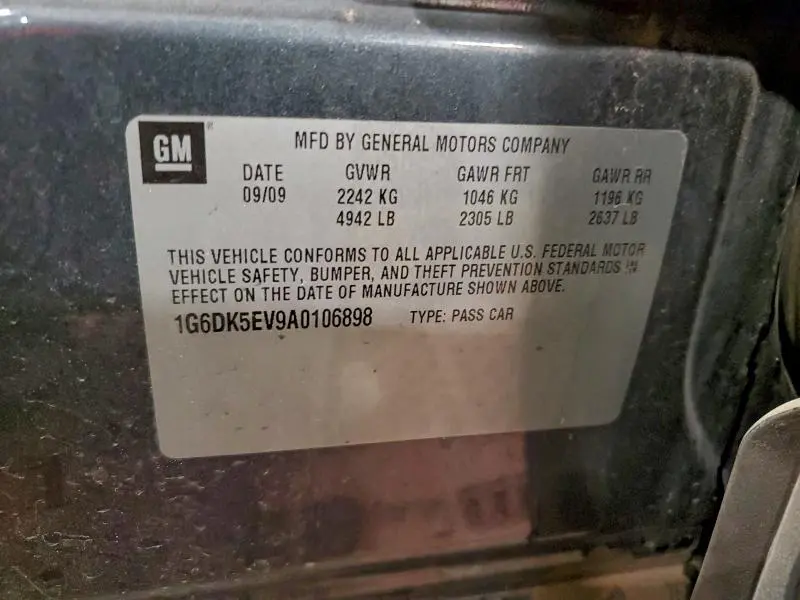 GM ® MFD BY GENERAL MOTORS COMPANY
DATE GVWR GAWR FRT GAWR RR
09/09 2242 KG 1046 KG 1196 KG
4942 LB 2305 LB 2637 LB
THIS VEHICLE CONFORMS TO ALL APPLICABLE U.S. FEDERAL MOTOR
VEHICLE SAFETY, BUMPER, AND THEFT PREVENTION STANDARDS IN
EFFECT ON THE DATE OF MANUFACTURE SHOWN ABOVE.
1G6DK5EV9A0106898 TYPE: PASS CAR